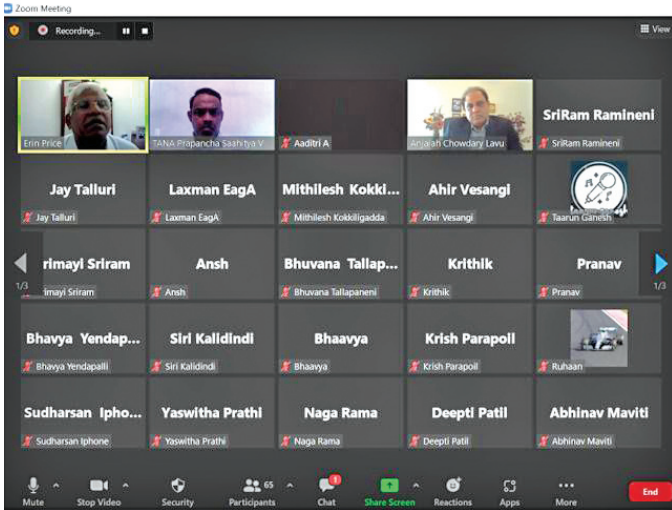 Zoom Meeting
Recording...
View
Erin Price
TANA Prapancha Saahitya V
Aaditri A
Anjaiah Chowdary Lavu
SriRam Ramineni
SriRam Ramineni
Jay Talluri
Laxman EagA
Mithilesh Kokki...
Ahir Vesangi
Jay Talluri
Laxman EagA
Mithilesh Kokkiligadda
Ahir Vesangi
Taarun Ganesh
rimayi Sriram
Ansh
Bhuvana Tallap...
Krithik
Pranav
1/3
rimayi Sriram
Ansh
Bhuvana Tallapaneni
Krithik
Pranav
1/3
Bhavya Yendap...
Siri Kalidindi
Bhaavya
Krish Parapoil
Bhavya Yendapalli
Siri Kalidindi
Bhaavya
Krish Parapoil
Ruhaan
Sudharsan Ipho...
Yaswitha Prathi
Naga Rama
Deepti Patil
Abhinav Maviti
Sudharsan Iphone
Yaswitha Prathi
Naga Rama
Deepti Patil
Abhinav Maviti
65
1
Mute
Stop Video
Security
Participants
Chat
Share Screen
Reactions
Apps
More
End